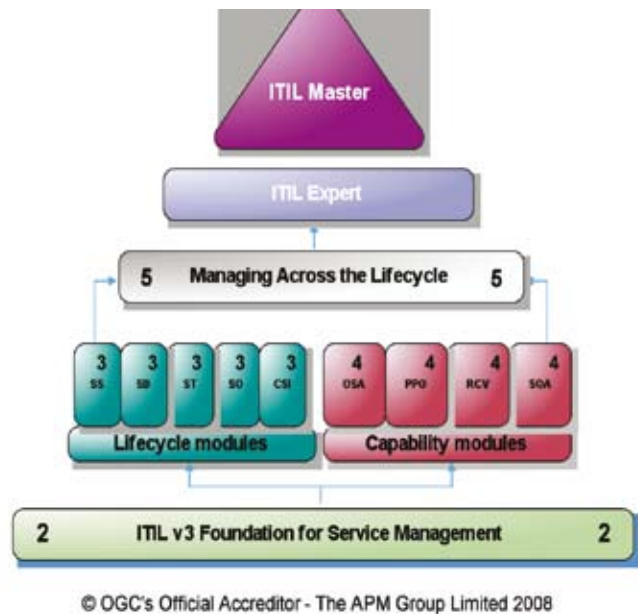 ITIL Master
ITIL Expert
5 Managing Across the Lifecycle 5
3 3 3 3 3 4 4 4 4
SS SD ST SO CSI OSA PPO RCV SOA
Lifecycle modules Capability modules
2 ITIL v3 Foundation for Service Management 2
© OGC's Official Accreditor - The APM Group Limited 2008